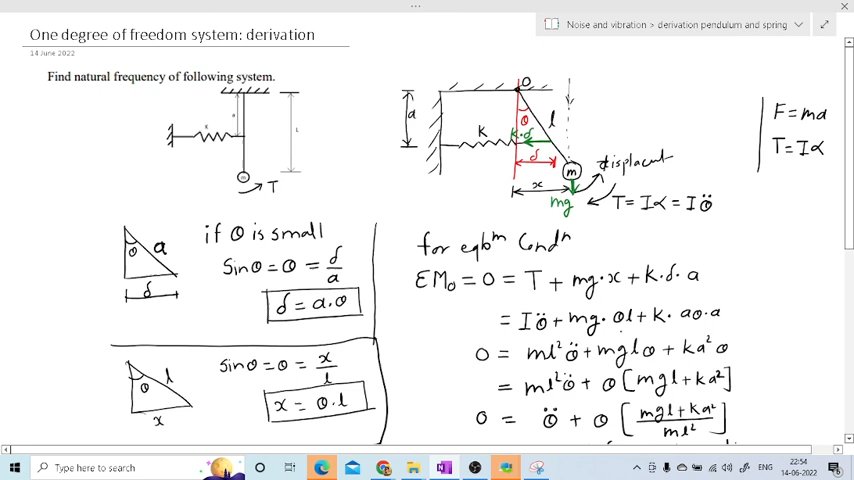 One degree of freedom system: derivation
14 June 2022
Noise and vibration > derivation pendulum and spring
Find natural frequency of following system.
K
a
L
m
T
O
a
θ
l
K
K·δ
δ
m
x
mg
displacent
T = Iα = Iθ̈
F = ma
T = Iα
θ
a
δ
if θ is small
Sinθ = θ = δ/a
δ = a.θ
for eqbᵐ Condⁿ
ΣM₀ = 0 = T + mg·x + k.δ.a
= Iθ̈ + mg· θl + k· aθ.a
0 = ml²θ̈ + mglθ + ka²θ
= ml²θ̈ + θ [mgl + ka²]
0 = θ̈ + θ [mgl + ka² / ml²]
θ
l
x
Sinθ = θ = x/l
x = θ.l
Type here to search
ENG
22:54
14-06-2022